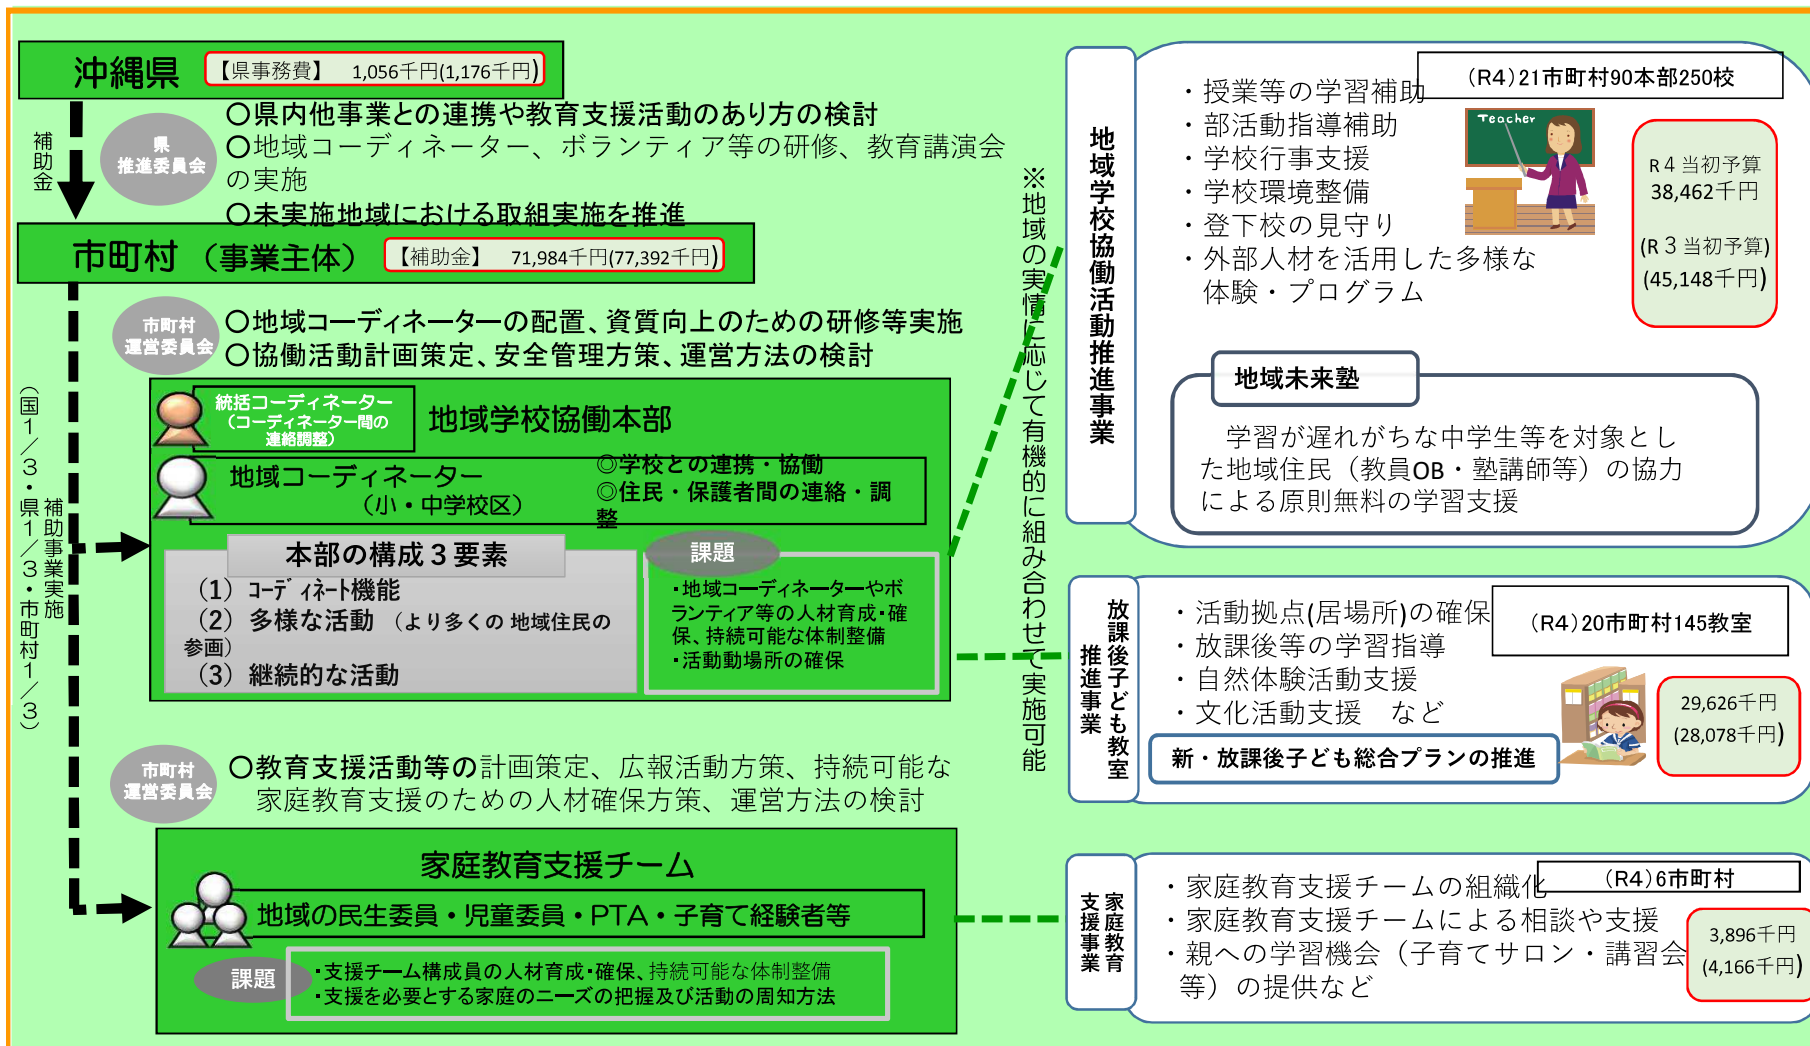 沖縄県
【県事務費】 1,056千円(1,176千円)
補助金
県
推進委員会
○県内他事業との連携や教育支援活動のあり方の検討
○地域コーディネーター、ボランティア等の研修、教育講演会
の実施
○未実施地域における取組実施を推進
市町村（事業主体）
【補助金】 71,984千円(77,392千円)
市町村
運営委員会
○地域コーディネーターの配置、資質向上のための研修等実施
○協働活動計画策定、安全管理方策、運営方法の検討
補助事業実施
（国1／3・県1／3・市町村1／3）
統括コーディネーター
（コーディネーター間の
連絡調整）
地域学校協働本部
地域コーディネーター
（小・中学校区）
◎学校との連携・協働
◎住民・保護者間の連絡・調
整
本部の構成３要素
（1）コーディネート機能
（2）多様な活動（より多くの 地域住民の
参画）
（3）継続的な活動
課題
・地域コーディネーターやボ
ランティア等の人材育成・確
保、持続可能な体制整備
・活動動場所の確保
市町村
運営委員会
○教育支援活動等の計画策定、広報活動方策、持続可能な
家庭教育支援のための人材確保方策、運営方法の検討
家庭教育支援チーム
地域の民生委員・児童委員・PTA・子育て経験者等
課題
・支援チーム構成員の人材育成・確保、持続可能な体制整備
・支援を必要とする家庭のニーズの把握及び活動の周知方法
※地域の実情に応じて有機的に組み合わせて実施可能
地域学校協働活動推進事業
（R4）21市町村90本部250校
・授業等の学習補助
・部活動指導補助
・学校行事支援
・学校環境整備
・登下校の見守り
・外部人材を活用した多様な
体験・プログラム
Teacher
R４当初予算
38,462千円
(R３当初予算)
(45,148千円)
地域未来塾
学習が遅れがちな中学生等を対象とし
た地域住民（教員OB・塾講師等）の協力
による原則無料の学習支援
放課後子ども教室
推進事業
・活動拠点(居場所)の確保
・放課後等の学習指導
・自然体験活動支援
・文化活動支援　など
（R4）20市町村145教室
29,626千円
(28,078千円)
新・放課後子ども総合プランの推進
家庭教育
支援事業
（R4）6市町村
・家庭教育支援チームの組織化
・家庭教育支援チームによる相談や支援
・親への学習機会（子育てサロン・講習会
等）の提供など
3,896千円
(4,166千円)